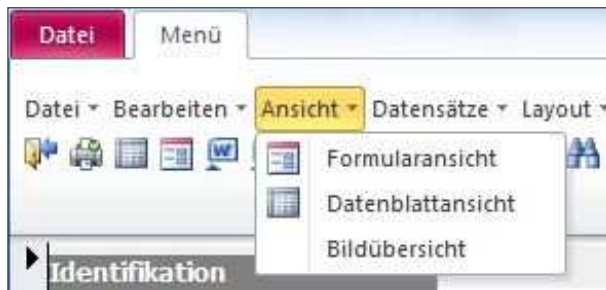 Datei Menü
Datei Bearbeiten Ansicht Datensätze Layout
W
Formularansicht
Datenblattansicht
Bildübersicht
Identifikation